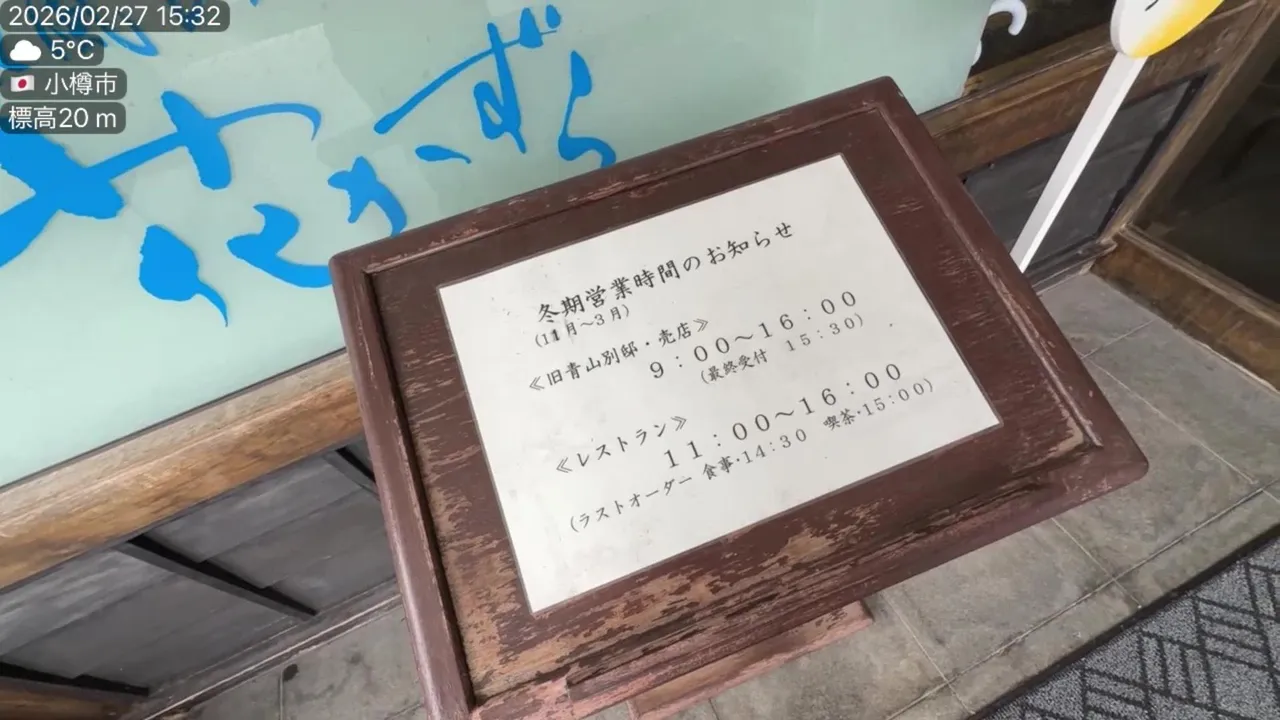 2026/02/27 15:32
5°C
小樽市
標高20 m
冬期営業時間のお知らせ
(11月〜3月)
≪旧青山別邸・売店≫
9:00〜16:00
(最終受付 15:30)
≪レストラン≫
11:00〜16:00
(ラストオーダー 食事・14:30 喫茶・15:00)